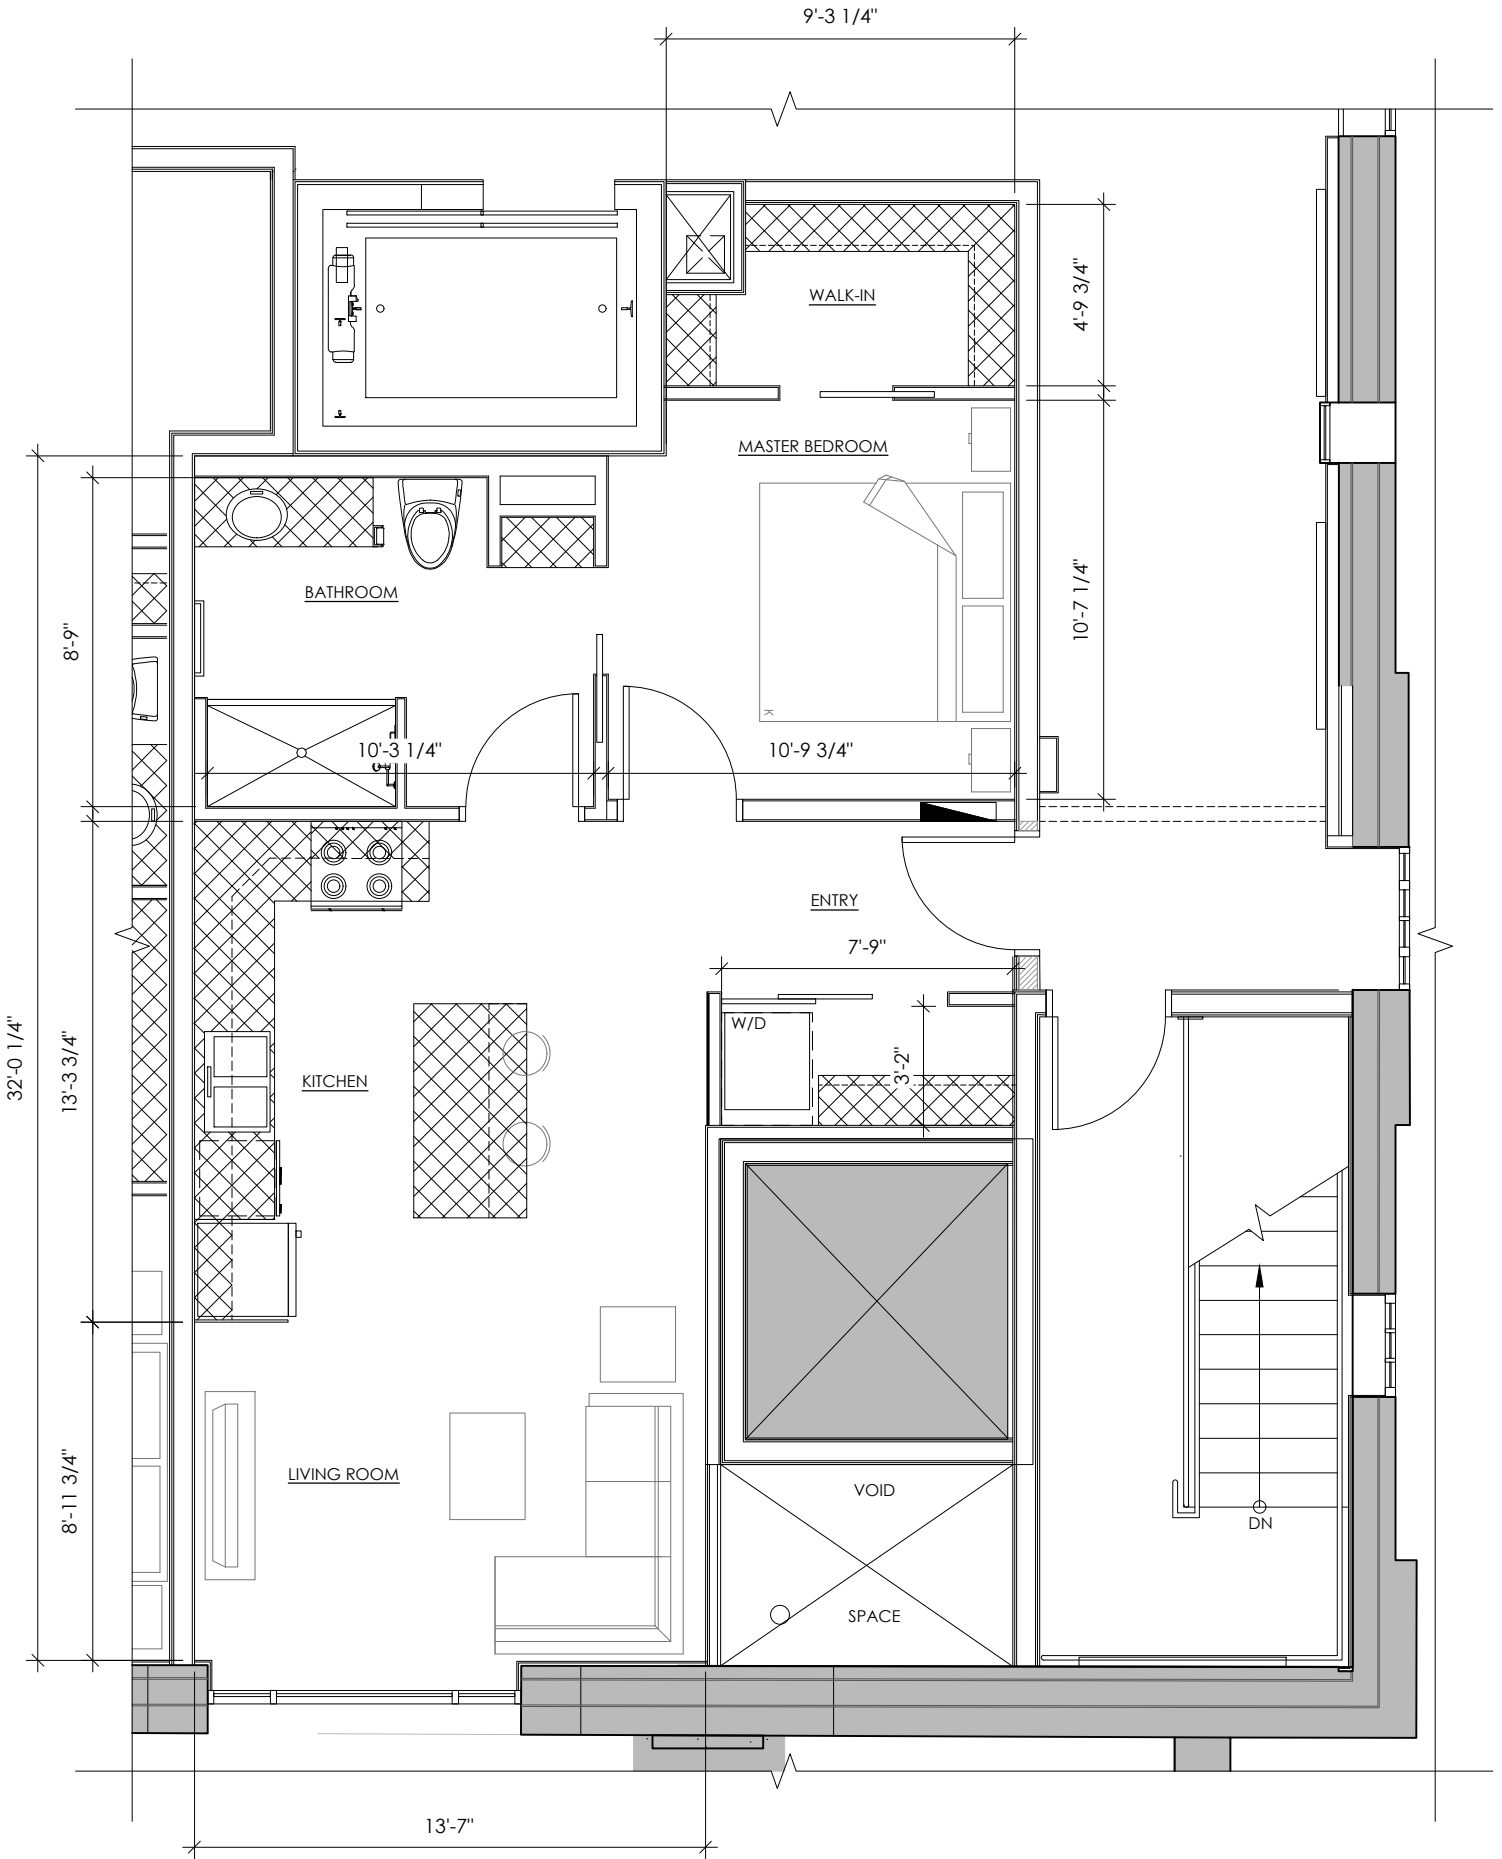 9'-3 1/4"
WALK-IN
4'-9 3/4"
MASTER BEDROOM
BATHROOM
8'-9"
10'-7 1/4"
K
10'-3 1/4"
10'-9 3/4"
ENTRY
7'-9"
W/D
3'-2"
KITCHEN
32'-0 1/4"
13'-3 3/4"
LIVING ROOM
8'-11 3/4"
VOID
SPACE
DN
13'-7"